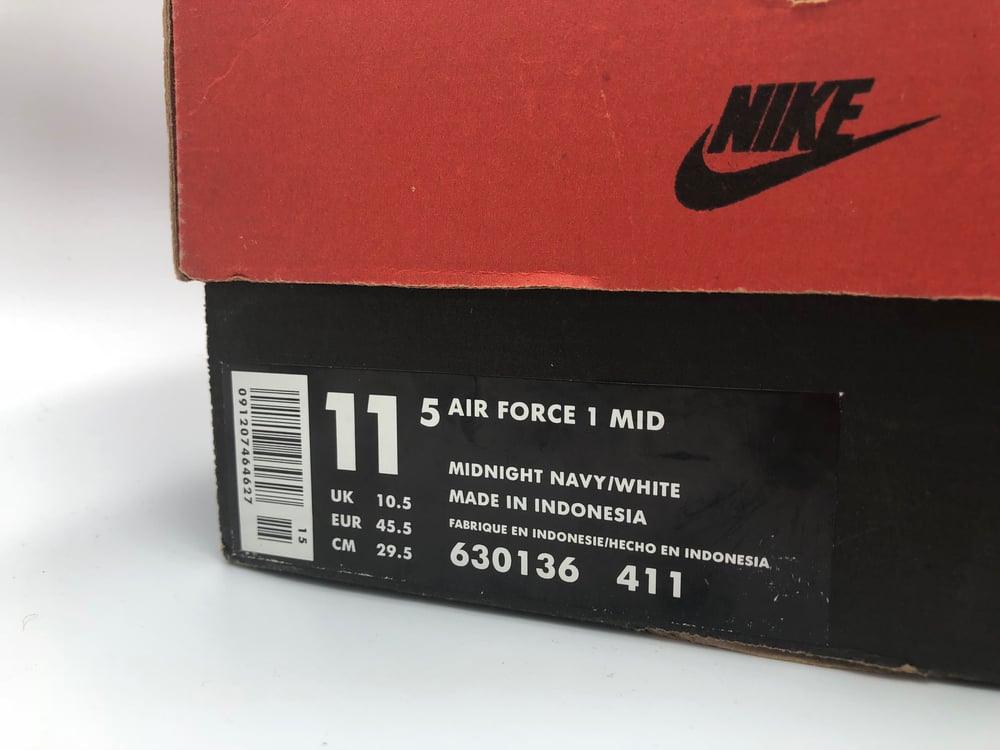 NIKE
091207464627
15
11 5
UK 10.5
EUR 45.5
CM 29.5
AIR FORCE 1 MID
MIDNIGHT NAVY/WHITE
MADE IN INDONESIA
FABRIQUE EN INDONESIE/HECHO EN INDONESIA
630136 411